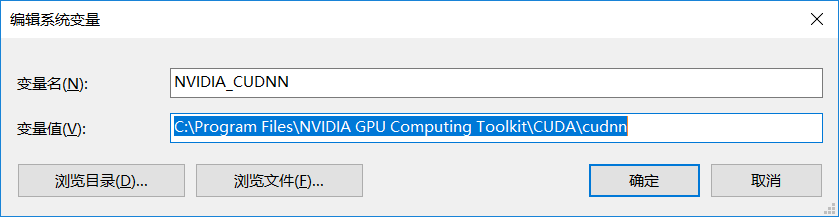 编辑系统变量
变量名(N): NVIDIA_CUDNN
变量值(V): C:\Program Files\NVIDIA GPU Computing Toolkit\CUDA\cudnn
浏览目录(D)... 浏览文件(F)... 确定 取消